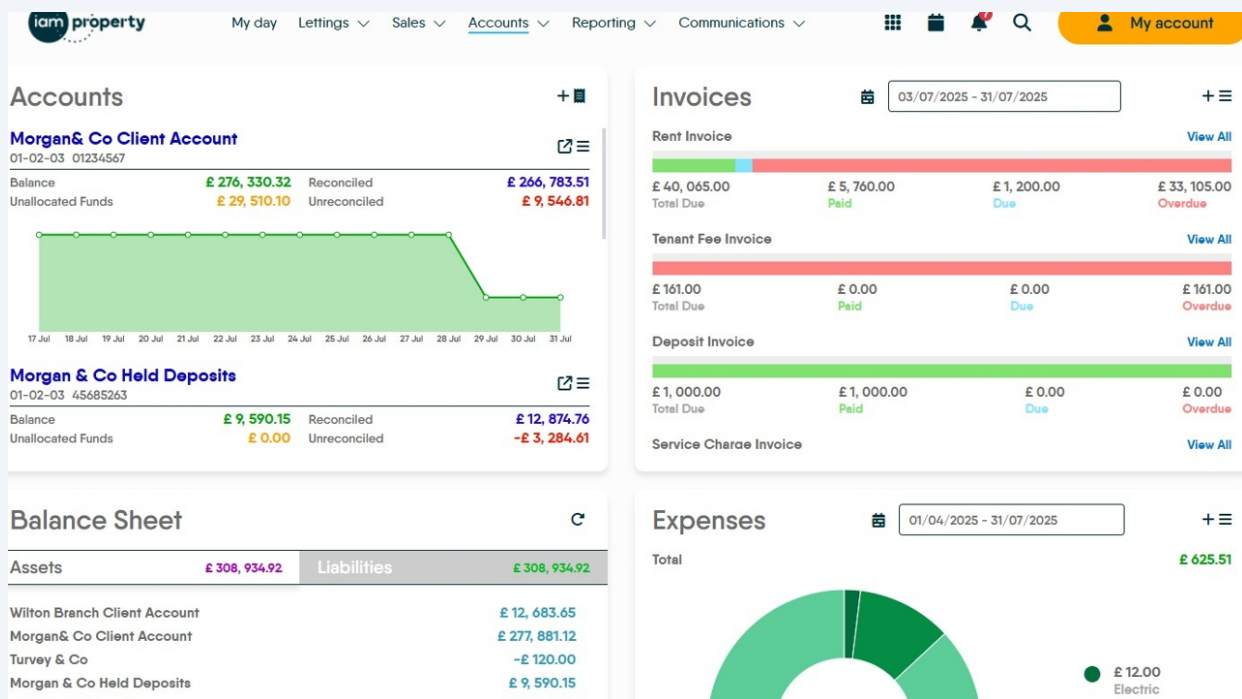 iam property My day Lettings Sales Accounts Reporting Communications My account
Accounts
Morgan& Co Client Account
01-02-03 01234567
Balance £ 276, 330.32 Reconciled £ 266, 783.51
Unallocated Funds £ 29, 510.10 Unreconciled £ 9, 546.81
17 Jul 18 Jul 19 Jul 20 Jul 21 Jul 22 Jul 23 Jul 24 Jul 25 Jul 26 Jul 27 Jul 28 Jul 29 Jul 30 Jul 31 Jul
Morgan & Co Held Deposits
01-02-03 45685263
Balance £ 9, 590.15 Reconciled £ 12, 874.76
Unallocated Funds £ 0.00 Unreconciled -£ 3, 284.61
Invoices 03/07/2025 - 31/07/2025
Rent Invoice View All
£ 40, 065.00 £ 5, 760.00 £ 1, 200.00 £ 33, 105.00
Total Due Paid Due Overdue
Tenant Fee Invoice View All
£ 161.00 £ 0.00 £ 0.00 £ 161.00
Total Due Paid Due Overdue
Deposit Invoice View All
£ 1, 000.00 £ 1, 000.00 £ 0.00 £ 0.00
Total Due Paid Due Overdue
Service Charge Invoice View All
Balance Sheet
Assets £ 308, 934.92 Liabilities £ 308, 934.92
Wilton Branch Client Account £ 12, 683.65
Morgan& Co Client Account £ 277, 881.12
Turvey & Co -£ 120.00
Morgan & Co Held Deposits £ 9, 590.15
Expenses 01/04/2025 - 31/07/2025
Total £ 625.51
£ 12.00
Electric